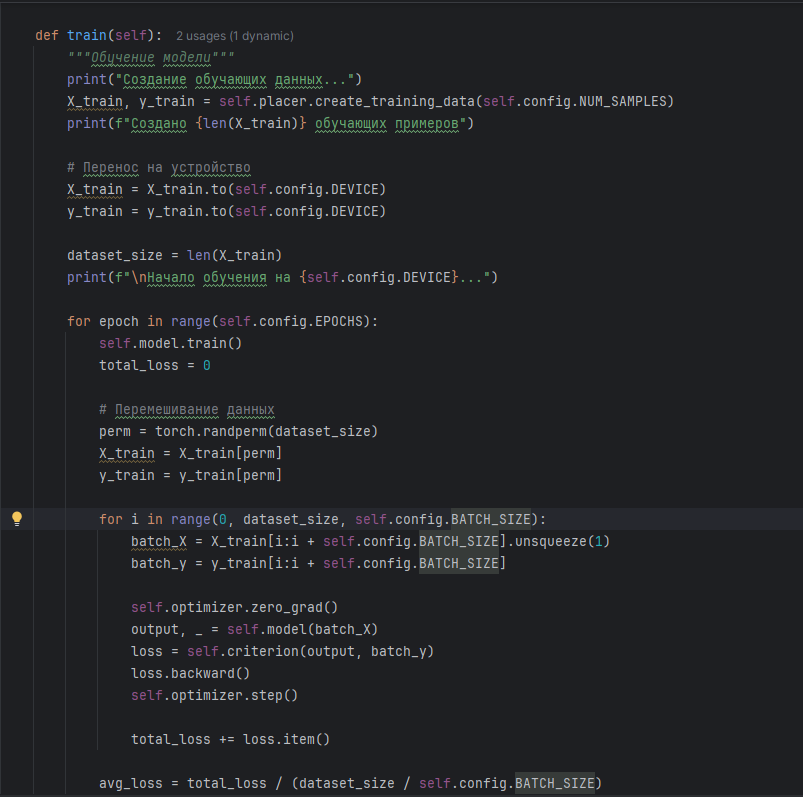 def train(self):  2 usages (1 dynamic)
"""Обучение модели"""
print("Создание обучающих данных...")
X_train, y_train = self.placer.create_training_data(self.config.NUM_SAMPLES)
print(f"Создано {len(X_train)} обучающих примеров")
# Перенос на устройство
X_train = X_train.to(self.config.DEVICE)
y_train = y_train.to(self.config.DEVICE)
dataset_size = len(X_train)
print(f"\nНачало обучения на {self.config.DEVICE}...")
for epoch in range(self.config.EPOCHS):
self.model.train()
total_loss = 0
# Перемешивание данных
perm = torch.randperm(dataset_size)
X_train = X_train[perm]
y_train = y_train[perm]
for i in range(0, dataset_size, self.config.BATCH_SIZE):
batch_X = X_train[i:i + self.config.BATCH_SIZE].unsqueeze(1)
batch_y = y_train[i:i + self.config.BATCH_SIZE]
self.optimizer.zero_grad()
output, _ = self.model(batch_X)
loss = self.criterion(output, batch_y)
loss.backward()
self.optimizer.step()
total_loss += loss.item()
avg_loss = total_loss / (dataset_size / self.config.BATCH_SIZE)